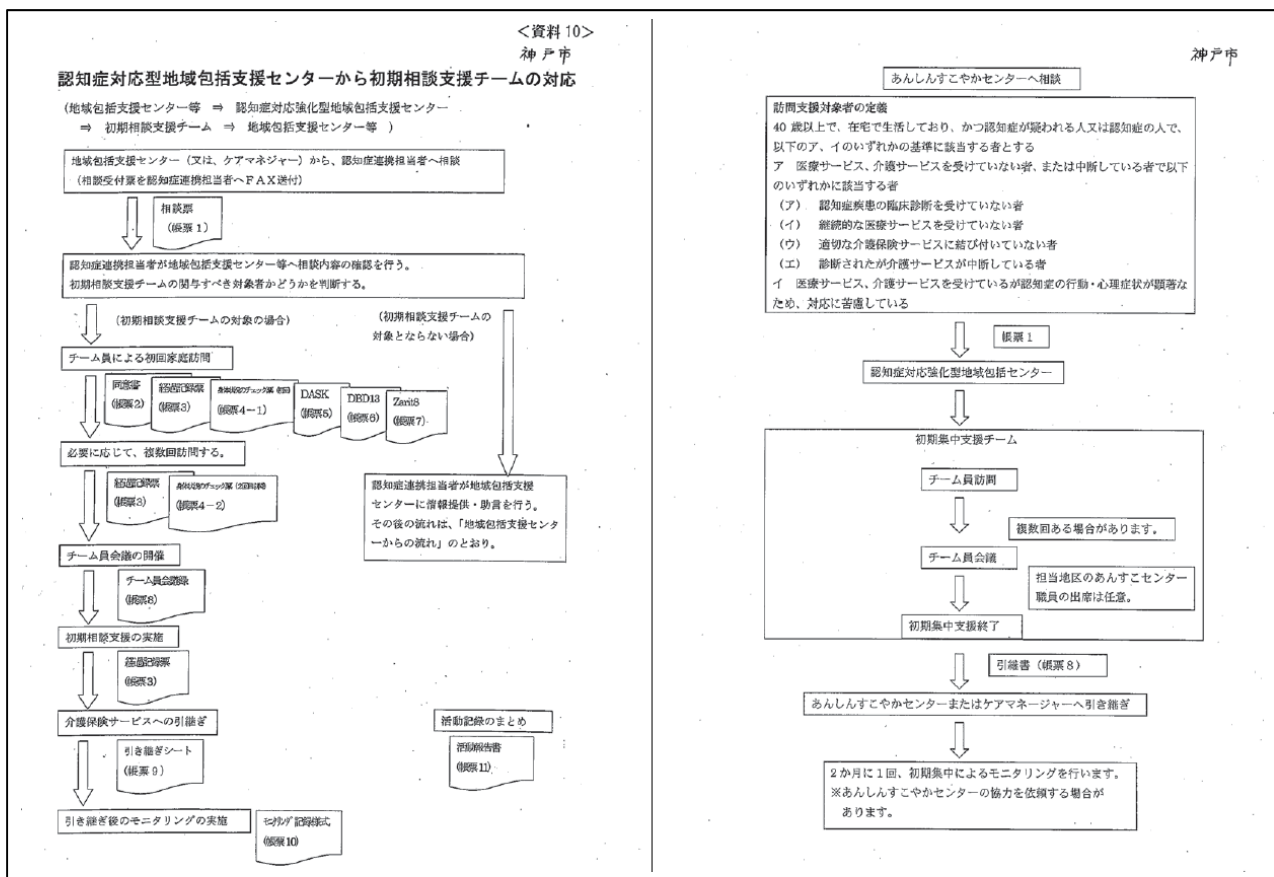 <資料10>
神戸市
認知症対応型地域包括支援センターから初期相談支援チームの対応
(地域包括支援センター等 ⇒ 認知症対応強化型地域包括支援センター
⇒ 初期相談支援チーム ⇒ 地域包括支援センター等 )
地域包括支援センター(又は、ケアマネジャー)から、認知症連携担当者へ相談
(相談受付票を認知症連携担当者へFAX送付)
相談票
(帳票1)
認知症連携担当者が地域包括支援センター等へ相談内容の確認を行う。
初期相談支援チームの関与すべき対象者かどうかを判断する。
(初期相談支援チームの対象の場合)
(初期相談支援チームの
対象とならない場合)
チーム員による初回家庭訪問
同意書
(帳票2)
経過記録票
(帳票3)
身体状況のチェック票(初回)
(帳票4-1)
DASK
(帳票5)
DBD13
(帳票6)
Zarit8
(帳票7)
必要に応じて、複数回訪問する。
経過記録票
(帳票3)
身体状況のチェック票(2回目以降)
(帳票4-2)
認知症連携担当者が地域包括支援
センターに情報提供・助言を行う。
その後の流れは、「地域包括支援センタ
ーからの流れ」のとおり。
チーム員会議の開催
チーム員会議録
(帳票8)
初期相談支援の実施
経過記録票
(帳票3)
介護保険サービスへの引継ぎ
引き継ぎシート
(帳票9)
活動記録のまとめ
活動報告書
(帳票11)
引き継ぎ後のモニタリングの実施
モニタリング記録様式
(帳票10)
神戸市
あんしんすこやかセンターへ相談
訪問支援対象者の定義
40歳以上で、在宅で生活しており、かつ認知症が疑われる人又は認知症の人で、
以下のア、イのいずれかの基準に該当する者とする
ア 医療サービス、介護サービスを受けていない者、または中断している者で以下
のいずれかに該当する者
(ア) 認知症疾患の臨床診断を受けていない者
(イ) 継続的な医療サービスを受けていない者
(ウ) 適切な介護保険サービスに結び付いていない者
(エ) 診断されたが介護サービスが中断している者
イ 医療サービス、介護サービスを受けているが認知症の行動・心理症状が顕著な
ため、対応に苦慮している
帳票1
認知症対応強化型地域包括センター
初期集中支援チーム
チーム員訪問
複数回ある場合があります。
チーム員会議
担当地区のあんすこセンター
職員の出席は任意。
初期集中支援終了
引継書(帳票8)
あんしんすこやかセンターまたはケアマネージャーへ引き継ぎ
2か月に1回、初期集中によるモニタリングを行います。
※あんしんすこやかセンターの協力を依頼する場合が
あります。